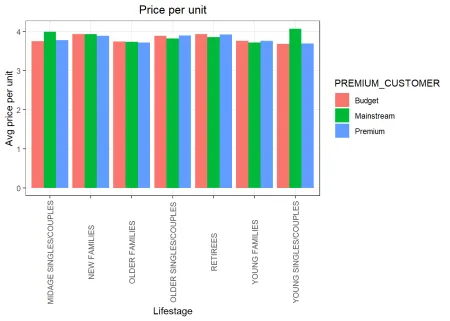 Price per unit
Avg price per unit
4
3
2
1
0
MIDAGE SINGLES/COUPLES
NEW FAMILIES
OLDER FAMILIES
OLDER SINGLES/COUPLES
RETIREES
YOUNG FAMILIES
YOUNG SINGLES/COUPLES
Lifestage
PREMIUM_CUSTOMER
Budget
Mainstream
Premium